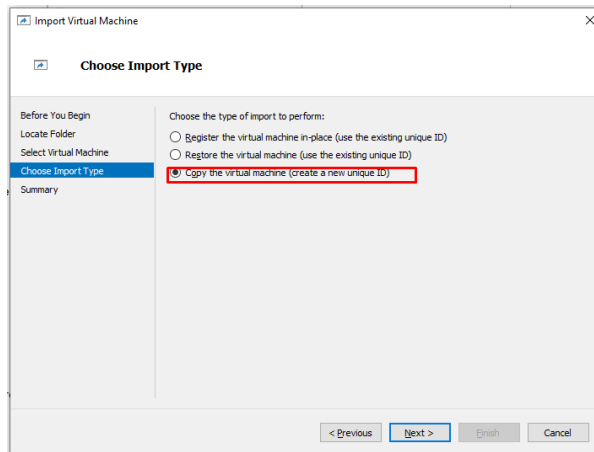 Import Virtual Machine
Choose Import Type
Before You Begin
Locate Folder
Select Virtual Machine
Choose Import Type
Summary
Choose the type of import to perform:
Register the virtual machine in-place (use the existing unique ID)
Restore the virtual machine (use the existing unique ID)
Copy the virtual machine (create a new unique ID)
< Previous
Next >
Finish
Cancel